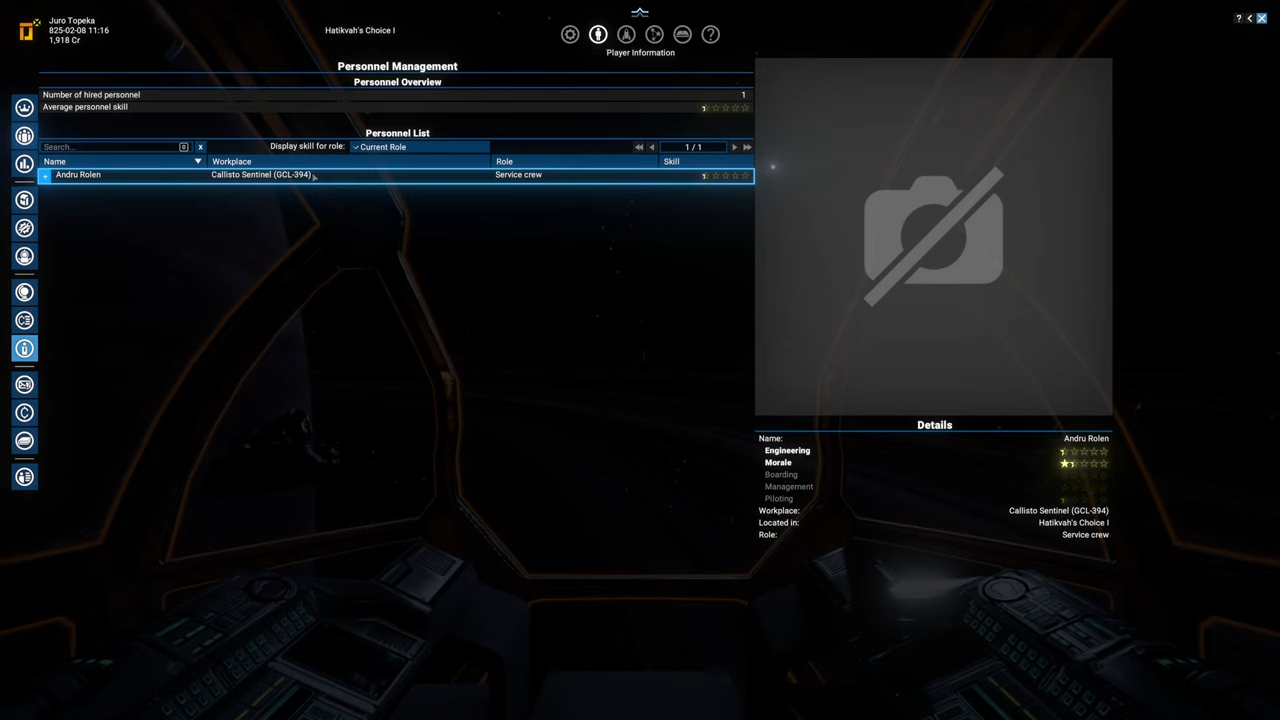 Juro Topeka
825-02-08 11:16
1,918 Cr
Hatikvah's Choice I
Player Information
?
Personnel Management
Personnel Overview
Number of hired personnel 1
Average personnel skill
Personnel List
Search... x Display skill for role: Current Role 1 / 1
Name Workplace Role Skill
+ Andru Rolen Callisto Sentinel (GCL-394) Service crew
Details
Name: Andru Rolen
Engineering
Morale
Boarding
Management
Piloting
Workplace: Callisto Sentinel (GCL-394)
Located in: Hatikvah's Choice I
Role: Service crew